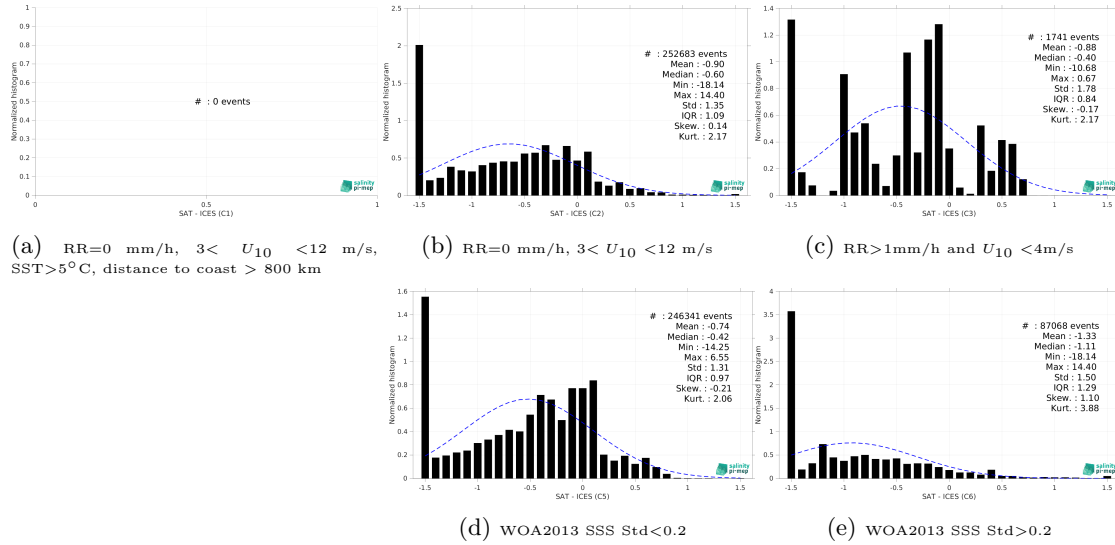 1
0.9
0.8
0.7
0.6
0.5
0.4
0.3
0.2
0.1
0
Normalized histogram
# : 0 events
0 0.5 1
SAT - ICES (C1)
salinity
pi-mep
2.5
2
1.5
1
0.5
0
Normalized histogram
# : 252683 events
Mean : -0.90
Median : -0.60
Min : -18.14
Max : 14.40
Std : 1.35
IQR : 1.09
Skew. : 0.14
Kurt. : 2.17
-1.5 -1 -0.5 0 0.5 1 1.5
SAT - ICES (C2)
salinity
pi-mep
1.4
1.2
1
0.8
0.6
0.4
0.2
0
Normalized histogram
# : 1741 events
Mean : -0.88
Median : -0.40
Min : -10.68
Max : 0.67
Std : 1.78
IQR : 0.84
Skew. : -0.17
Kurt. : 2.17
-1.5 -1 -0.5 0 0.5 1 1.5
SAT - ICES (C3)
salinity
pi-mep
(a) RR=0 mm/h, 3< U10 <12 m/s,
SST>5°C, distance to coast > 800 km
(b) RR=0 mm/h, 3< U10 <12 m/s
(c) RR>1mm/h and U10 <4m/s
1.6
1.4
1.2
1
0.8
0.6
0.4
0.2
0
Normalized histogram
# : 246341 events
Mean : -0.74
Median : -0.42
Min : -14.25
Max : 6.55
Std : 1.31
IQR : 0.97
Skew. : -0.21
Kurt. : 2.06
-1.5 -1 -0.5 0 0.5 1 1.5
SAT - ICES (C5)
salinity
pi-mep
4
3.5
3
2.5
2
1.5
1
0.5
0
Normalized histogram
# : 87068 events
Mean : -1.33
Median : -1.11
Min : -18.14
Max : 14.40
Std : 1.50
IQR : 1.29
Skew. : 1.10
Kurt. : 3.88
-1.5 -1 -0.5 0 0.5 1 1.5
SAT - ICES (C6)
salinity
pi-mep
(d) WOA2013 SSS Std<0.2
(e) WOA2013 SSS Std>0.2